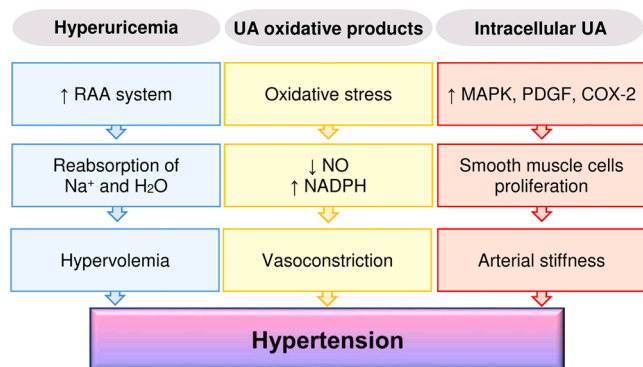 Hyperuricemia
UA oxidative products
Intracellular UA
↑ RAA system
Oxidative stress
↑ MAPK, PDGF, COX-2
Reabsorption of
Na⁺ and H₂O
↓ NO
↑ NADPH
Smooth muscle cells
proliferation
Hypervolemia
Vasoconstriction
Arterial stiffness
Hypertension